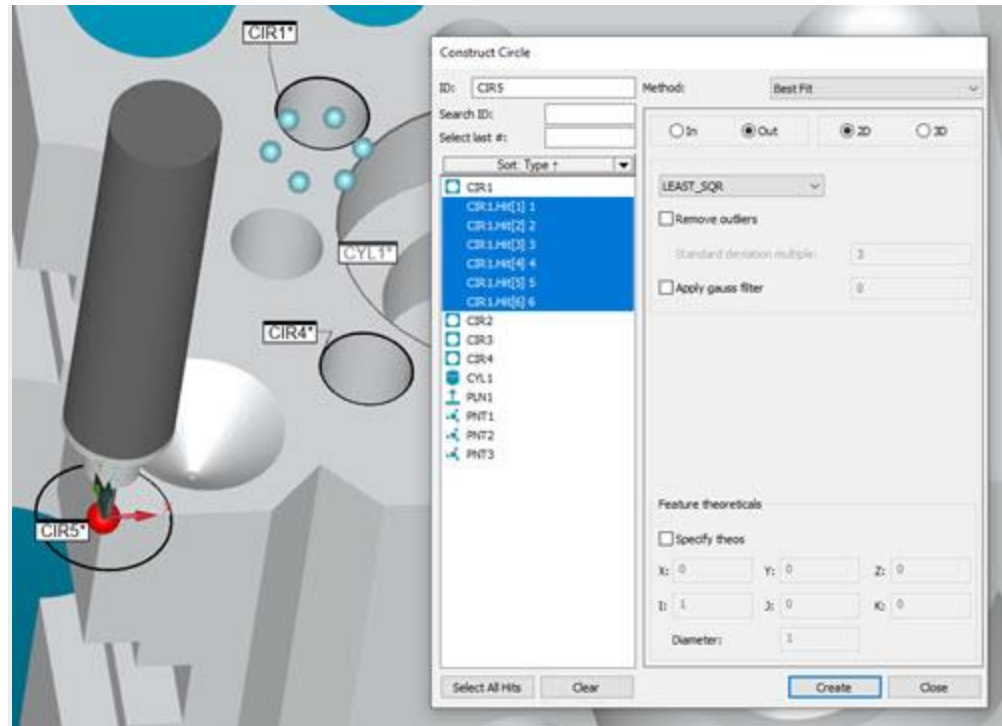 CIR1*
CYL1*
CIR4*
CIR5*
X
Construct Circle
ID: CIR5
Search ID:
Select last #:
Sort: Type ↑
CIR1
CIR1.Hit[1] 1
CIR1.Hit[2] 2
CIR1.Hit[3] 3
CIR1.Hit[4] 4
CIR1.Hit[5] 5
CIR1.Hit[6] 6
CIR2
CIR3
CIR4
CYL1
PLN1
PNT1
PNT2
PNT3
Select All Hits Clear
Method: Best Fit
In Out 2D 3D
LEAST_SQR
Remove outliers
Standard deviation multiple: 3
Apply gauss filter 0
Feature theoreticals
Specify theos
X: 0 Y: 0 Z: 0
I: 1 J: 0 K: 0
Diameter: 1
Create Close